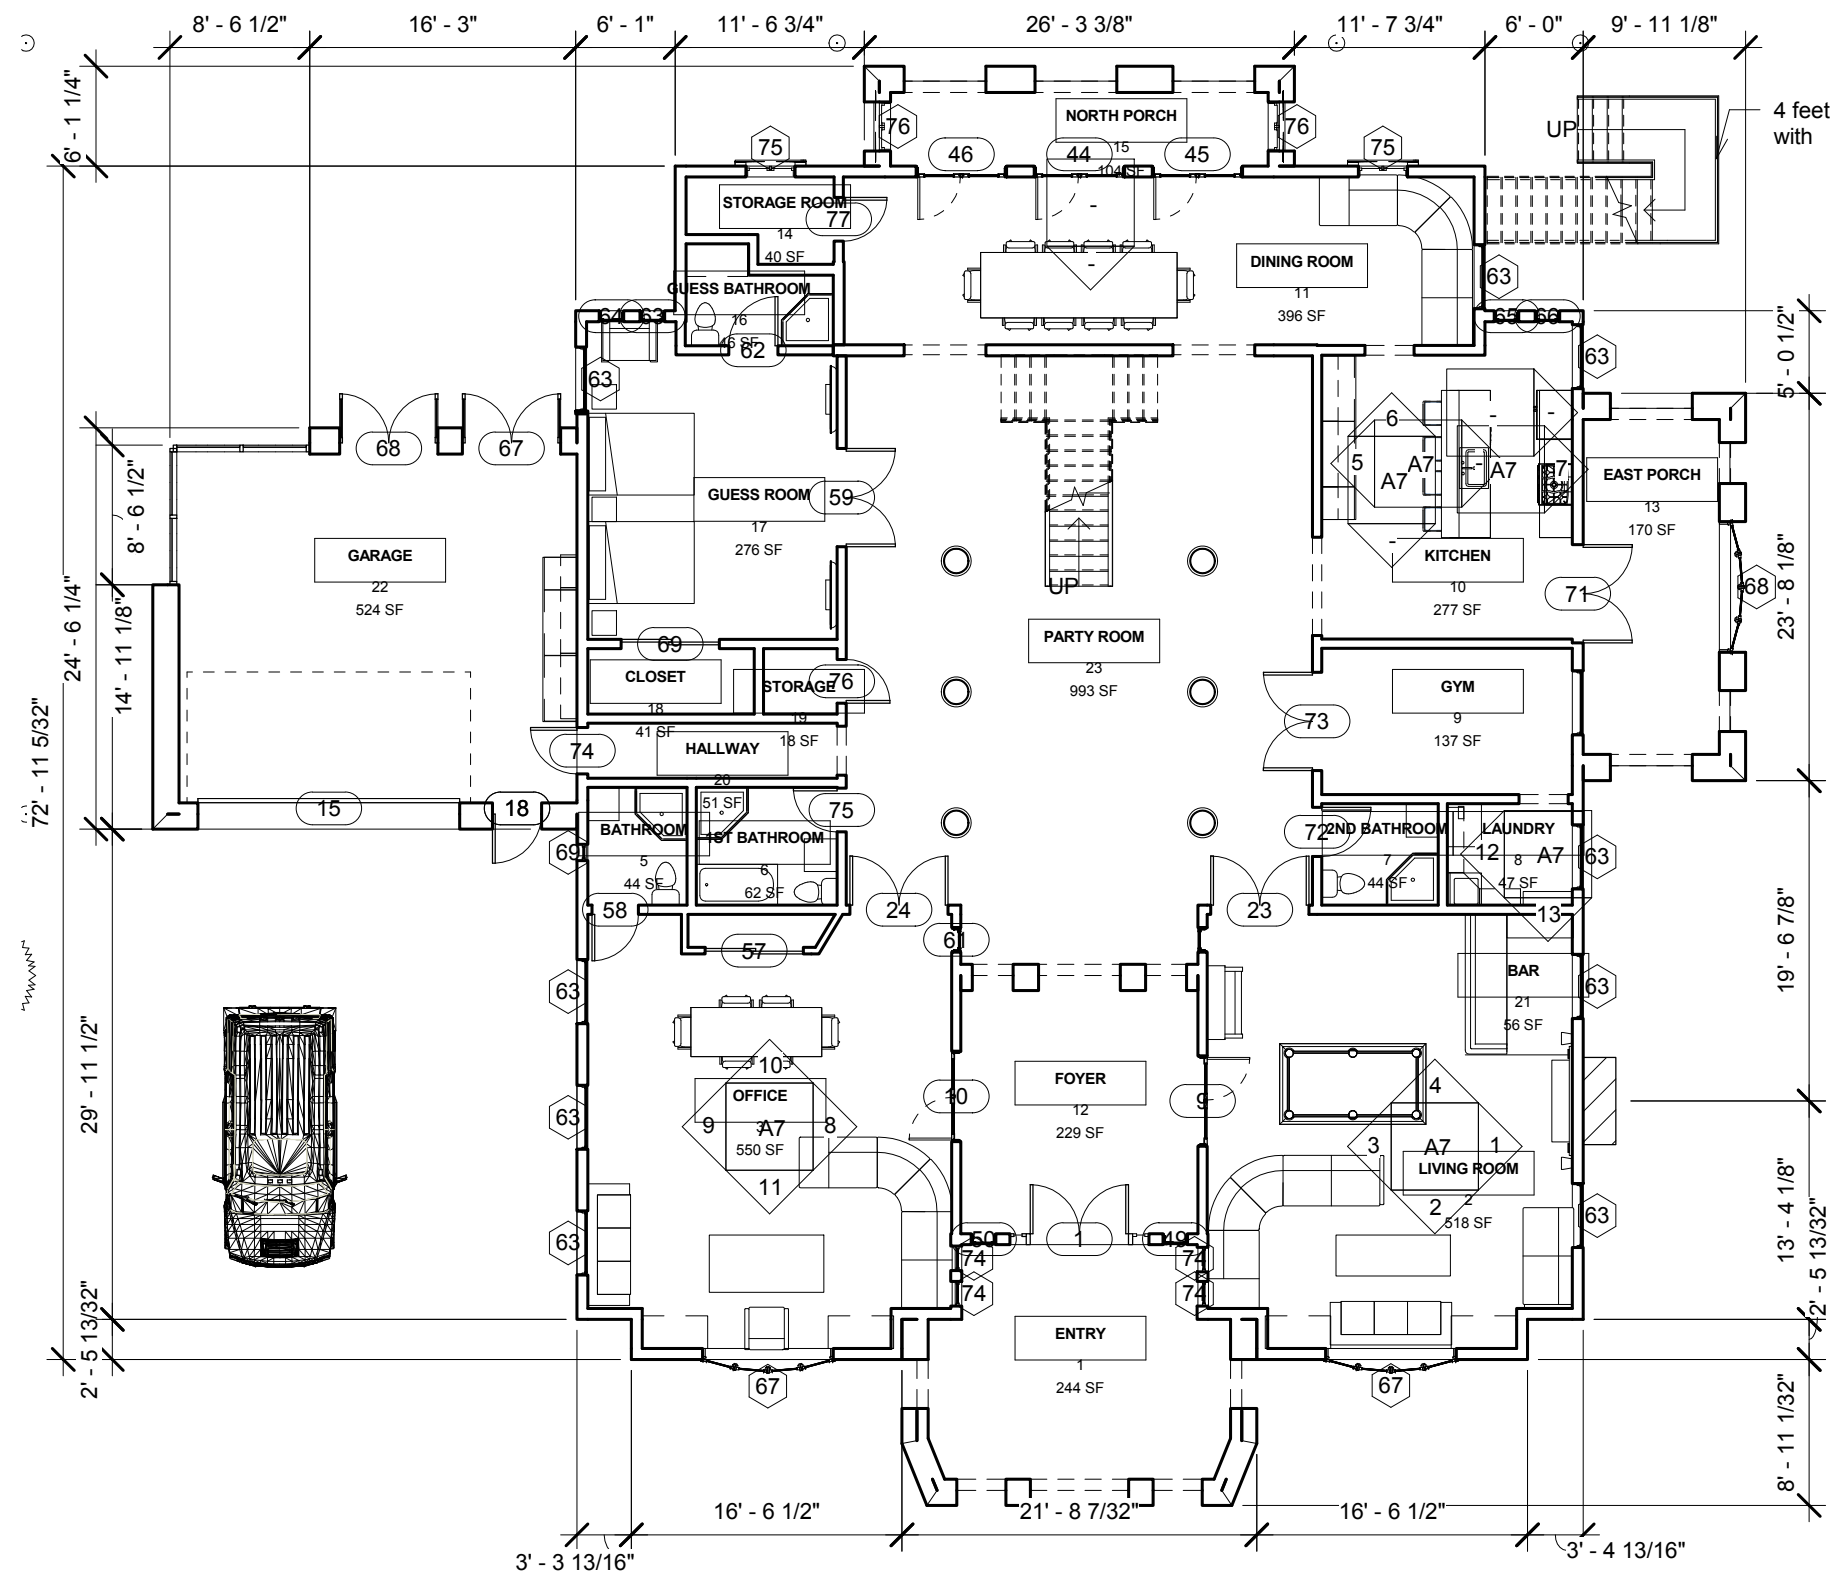 8' - 6 1/2"
16' - 3"
6' - 1"
11' - 6 3/4"
26' - 3 3/8"
11' - 7 3/4"
6' - 0"
9' - 11 1/8"
6' - 1 1/4"
4 feet
with
UP
NORTH PORCH
15
104 SF
76
76
75
46
44
45
75
STORAGE ROOM
14
40 SF
77
-
-
DINING ROOM
11
396 SF
63
GUESS BATHROOM
16
46 SF
62
64
63
65
66
63
63
5' - 0 1/2"
68
67
6
5
A7
A7
A7
7
-
-
-
-
EAST PORCH
13
170 SF
GUESS ROOM
17
276 SF
59
8' - 6 1/2"
GARAGE
22
524 SF
KITCHEN
10
277 SF
UP
71
68
23' - 8 1/8"
24' - 6 1/4"
14' - 11 1/8"
72' - 11 5/32"
PARTY ROOM
23
993 SF
69
CLOSET
18
41 SF
STORAGE
19
18 SF
76
GYM
9
137 SF
73
74
HALLWAY
20
51 SF
15
18
75
72
69
BATHROOM
5
44 SF
1ST BATHROOM
6
62 SF
2ND BATHROOM
7
44 SF
LAUNDRY
8
47 SF
12
A7
13
63
58
24
23
57
61
19' - 6 7/8"
63
BAR
21
56 SF
63
29' - 11 1/2"
10
OFFICE
3
550 SF
9
A7
8
11
10
FOYER
12
229 SF
9
4
3
A7
1
2
LIVING ROOM
2
518 SF
63
63
63
50
1
49
74
74
74
74
13' - 4 1/8"
2' - 5 13/32"
2' - 5 13/32"
ENTRY
1
244 SF
67
67
8' - 11 11/32"
16' - 6 1/2"
21' - 8 7/32"
16' - 6 1/2"
3' - 3 13/16"
3' - 4 13/16"